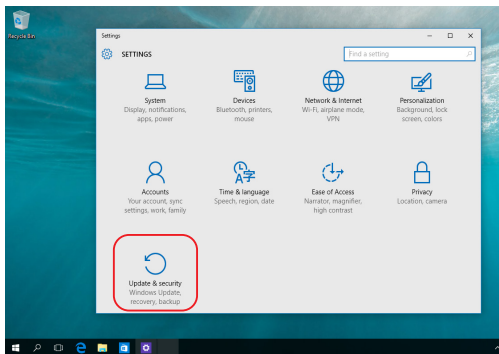 Recycle Bin
Settings
SETTINGS
Find a setting
System
Display, notifications,
apps, power
Devices
Bluetooth, printers,
mouse
Network & Internet
Wi-Fi, airplane mode,
VPN
Personalization
Background, lock
screen, colors
Accounts
Your account, sync
settings, work, family
Time & language
Speech, region, date
Ease of Access
Narrator, magnifier,
high contrast
Privacy
Location, camera
Update & security
Windows Update,
recovery, backup